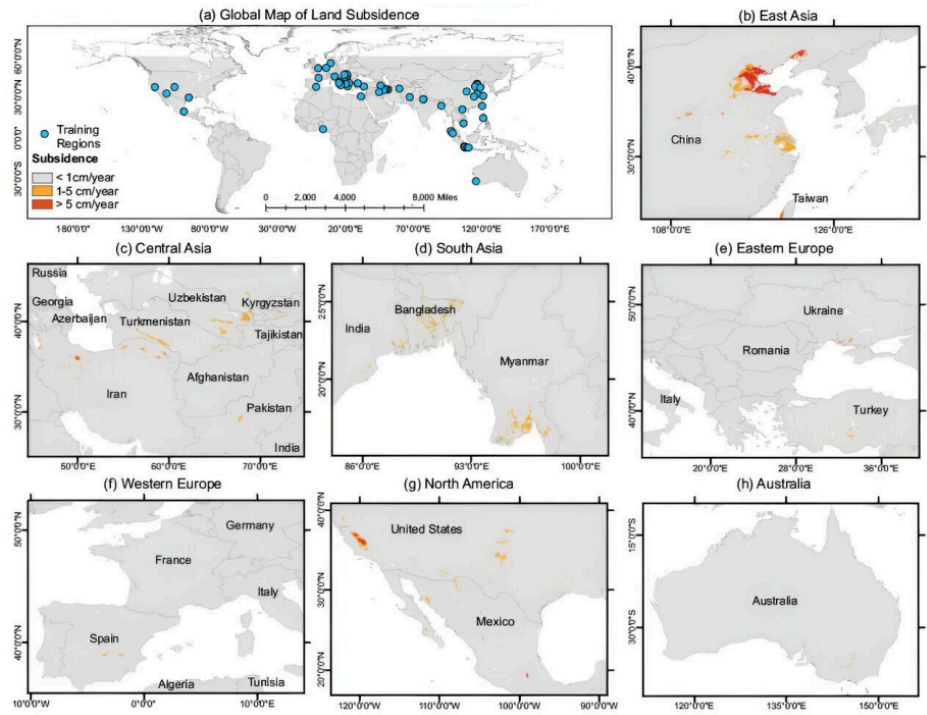 (a) Global Map of Land Subsidence
60°0'0"N
30°0'0"N
0°0'0"N
30°0'0"S
Training
Regions
Subsidence
< 1cm/year
1-5 cm/year
> 5 cm/year
0 2,000 4,000 8,000 Miles
180°0'0"W 130°0'0"W 80°0'0"W 30°0'0"W 20°0'0"E 70°0'0"E 120°0'0"E 170°0'0"W
(b) East Asia
40°0'0"N
30°0'0"N
China
Taiwan
108°0'0"E 126°0'0"E
(c) Central Asia
Russia
Georgia
Azerbaijan
Uzbekistan
Kyrgyzstan
Turkmenistan
Tajikistan
Afghanistan
Iran
Pakistan
India
40°0'0"N
30°0'0"N
50°0'0"E 60°0'0"E 70°0'0"E
(d) South Asia
25°0'0"N
20°0'0"N
Bangladesh
India
Myanmar
86°0'0"E 93°0'0"E 100°0'0"E
(e) Eastern Europe
50°0'0"N
40°0'0"N
Ukraine
Romania
Italy
Turkey
20°0'0"E 28°0'0"E 36°0'0"E
(f) Western Europe
50°0'0"N
40°0'0"N
Germany
France
Italy
Spain
Algeria
Tunisia
10°0'0"W 0°0'0"E 10°0'0"E
(g) North America
40°0'0"N
30°0'0"N
20°0'0"N
United States
Mexico
120°0'0"W 110°0'0"W 100°0'0"W 90°0'0"W
(h) Australia
15°0'0"S
30°0'0"S
Australia
120°0'0"E 135°0'0"E 150°0'0"E